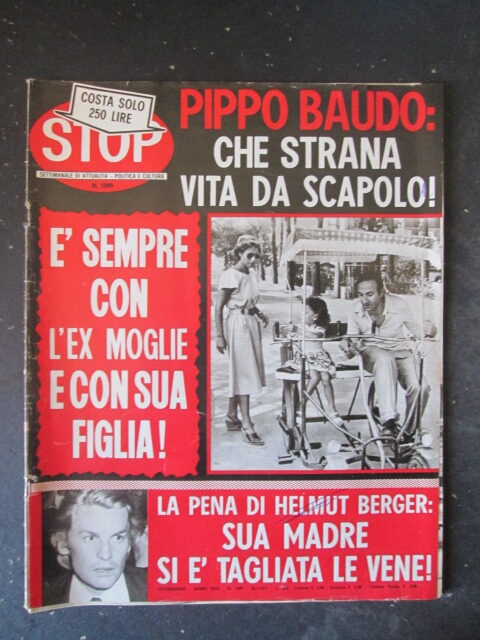 COSTA SOLO
250 LIRE
STOP
SETTIMANALE DI ATTUALITÀ - POLITICA E CULTURA
PIPPO BAUDO:
CHE STRANA
VITA DA SCAPOLO!
E' SEMPRE
CON
L'EX MOGLIE
E CON SUA
FIGLIA!
LA PENA DI HELMUT BERGER:
SUA MADRE
SI E' TAGLIATA LE VENE!